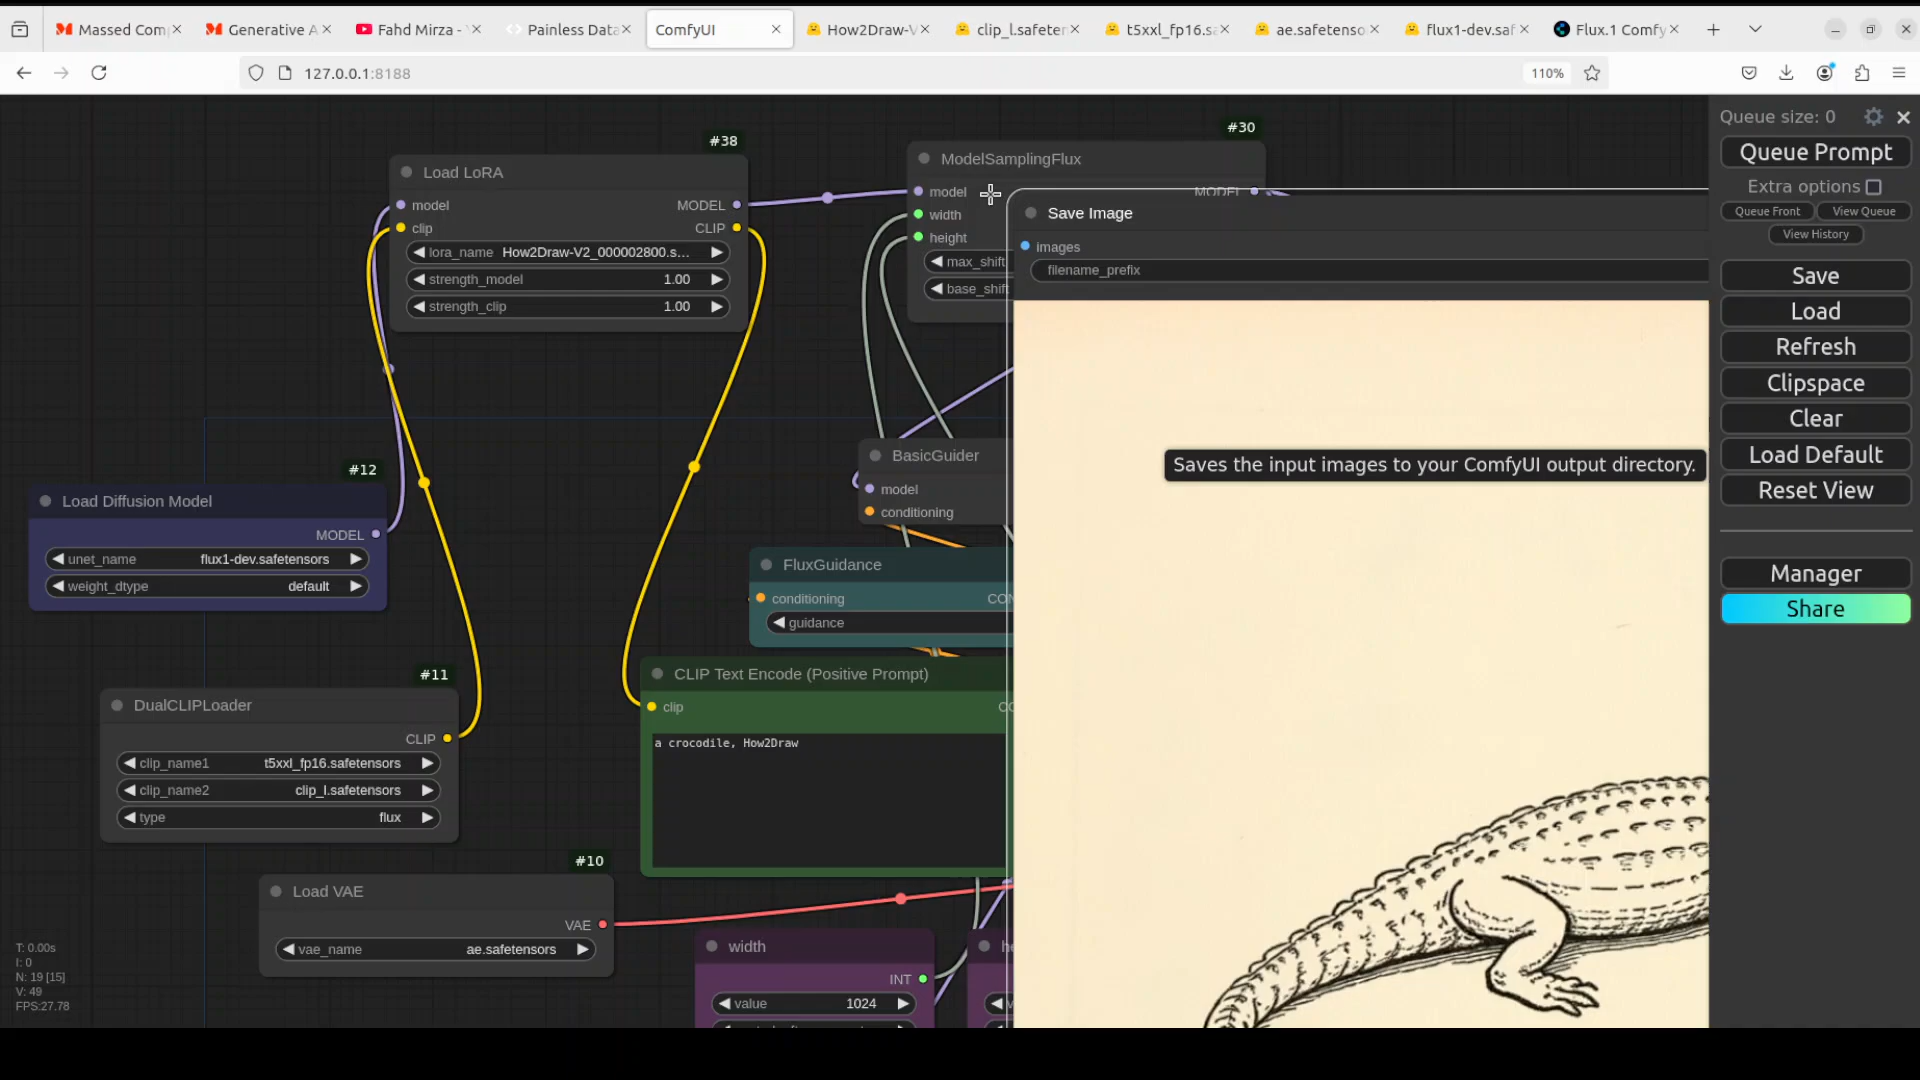 Massed Comp
Generative A
Fahd Mirza -
Painless Data
ComfyUI
How2Draw-V
clip_l.safeten
t5xxl_fp16.sa
ae.safetenso
flux1-dev.saf
Flux.1 Comfy
127.0.0.1:8188
110%
#38
Load LoRA
model
MODEL
clip
CLIP
lora_name How2Draw-V2_000002800.s...
strength_model 1.00
strength_clip 1.00
#30
ModelSamplingFlux
model
MODEL
width
height
max_shift
base_shift
Save Image
images
filename_prefix
Saves the input images to your ComfyUI output directory.
#12
Load Diffusion Model
MODEL
unet_name flux1-dev.safetensors
weight_dtype default
BasicGuider
model
conditioning
FluxGuidance
conditioning CON
guidance
#11
DualCLIPLoader
CLIP
clip_name1 t5xxl_fp16.safetensors
clip_name2 clip_l.safetensors
type flux
CLIP Text Encode (Positive Prompt)
clip CO
a crocodile, How2Draw
#10
Load VAE
VAE
vae_name ae.safetensors
width
INT
value 1024
he
T: 0.00s
I: 0
N: 19 [15]
V: 49
FPS:27.78
Queue size: 0
Queue Prompt
Extra options
Queue Front
View Queue
View History
Save
Load
Refresh
Clipspace
Clear
Load Default
Reset View
Manager
Share